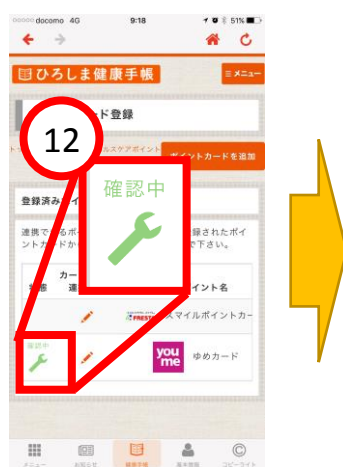 docomo 4G 9:18 51%
ひろしま健康手帳
メニュー
ド登録
12
ルスケアポイント
ポイントカードを追加
確認中
登録済み
連携で
録されたポイ
ントカードか
で下さい。
カー
イント名
FRESTA
スマイルポイントカー
確認中
you
me
ゆめカード
メニュー
お知らせ
健康手帳
基本情報
コピーライト